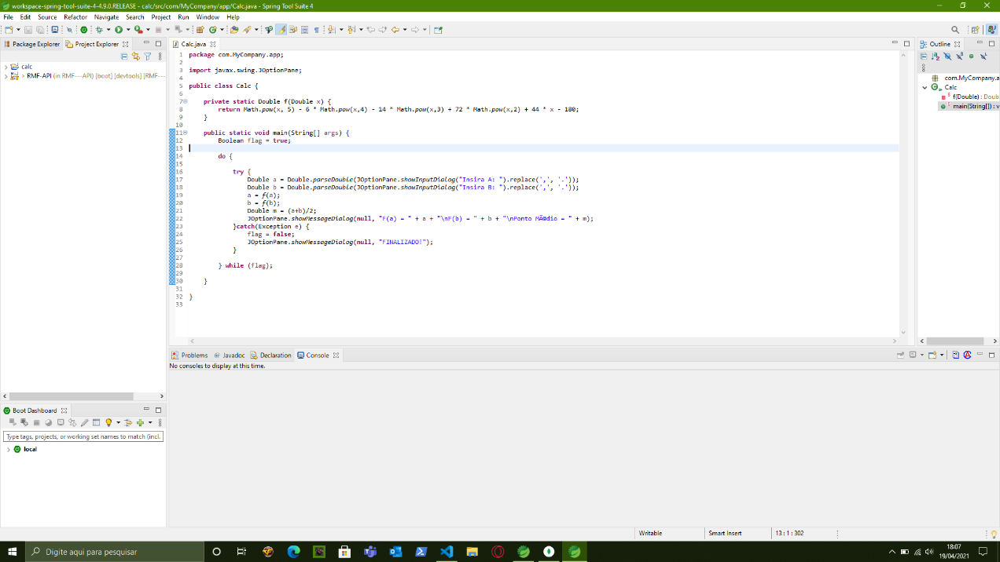 workspace-spring-tool-suite-4-4.9.0.RELEASE - calc/src/com/MyCompany/app/Calc.java - Spring Tool Suite 4
File Edit Source Refactor Navigate Search Project Run Window Help
Package Explorer Project Explorer
calc
RMF-API (in RMF---API) [boot] [devtools] [RMF---
Calc.java
1 package com.MyCompany.app;
2
3 import javax.swing.JOptionPane;
4
5 public class Calc {
6
7 private static Double f(Double x) {
8 return Math.pow(x, 5) - 6 * Math.pow(x,4) - 14 * Math.pow(x,3) + 72 * Math.pow(x,2) + 44 * x - 180;
9 }
10
11 public static void main(String[] args) {
12 Boolean flag = true;
13
14 do {
15
16 try {
17 Double a = Double.parseDouble(JOptionPane.showInputDialog("Insira A: ").replace(',', '.'));
18 Double b = Double.parseDouble(JOptionPane.showInputDialog("Insira B: ").replace(',', '.'));
19 a = f(a);
20 b = f(b);
21 Double m = (a+b)/2;
22 JOptionPane.showMessageDialog(null, "F(a) = " + a + "\nF(b) = " + b + "\nPonto MÃ©dio = " + m);
23 }catch(Exception e) {
24 flag = false;
25 JOptionPane.showMessageDialog(null, "FINALIZADO!");
26 }
27
28 } while (flag);
29
30 }
31
32 }
33
Outline
com.MyCompany.a
Calc
f(Double) : Doub
main(String[]) : v
Problems Javadoc Declaration Console
No consoles to display at this time.
Boot Dashboard
Type tags, projects, or working set names to match (incl.
local
Writable Smart Insert 13 : 1 : 302
Digite aqui para pesquisar
18:07
19/04/2021